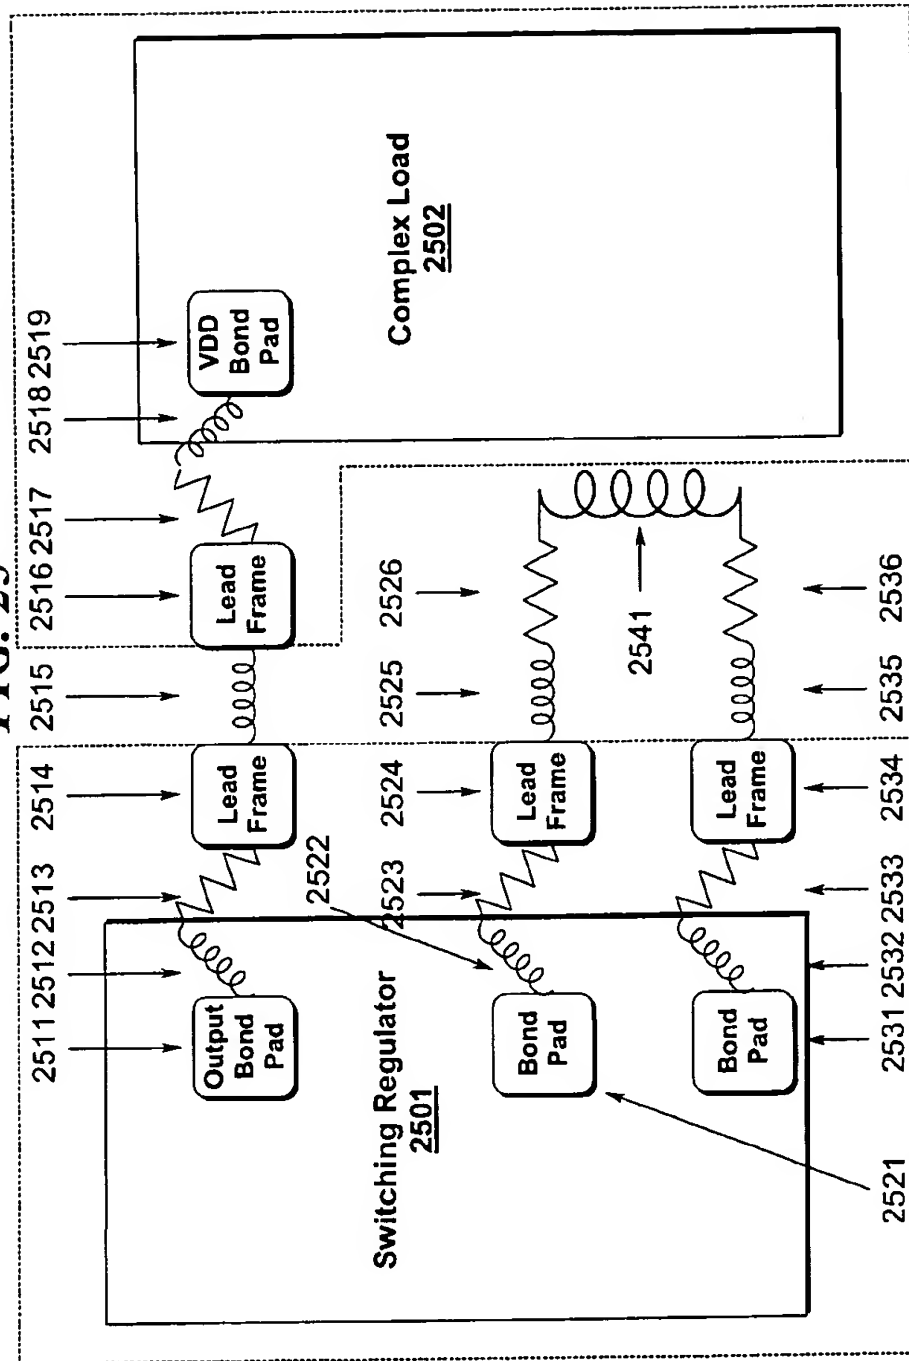 FIG. 25
2511
2512
2513
2514
2515
2516
2517
2518
2519
Output
Bond
Pad
Lead
Frame
Lead
Frame
VDD
Bond
Pad
2522
Switching Regulator
2501
2523
2524
2525
2526
Complex Load
2502
Bond
Pad
Lead
Frame
2541
Bond
Pad
Lead
Frame
2521
2531
2532
2533
2534
2535
2536